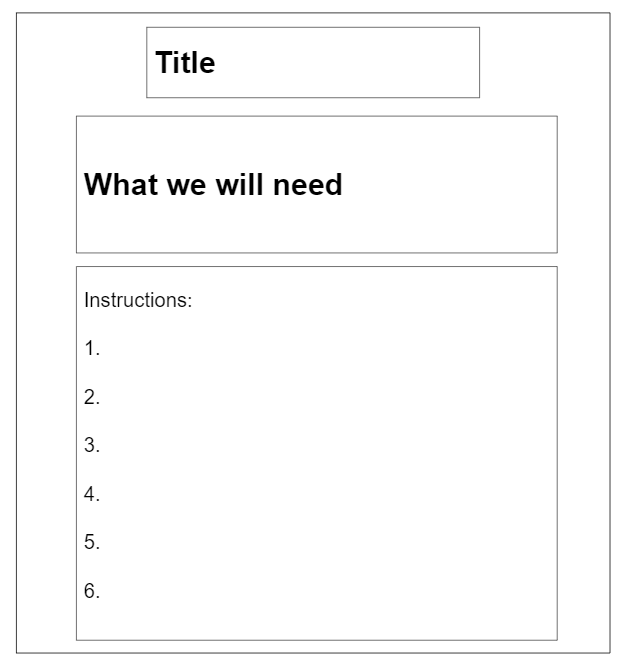 Title
What we will need
Instructions:
1.
2.
3.
4.
5.
6.